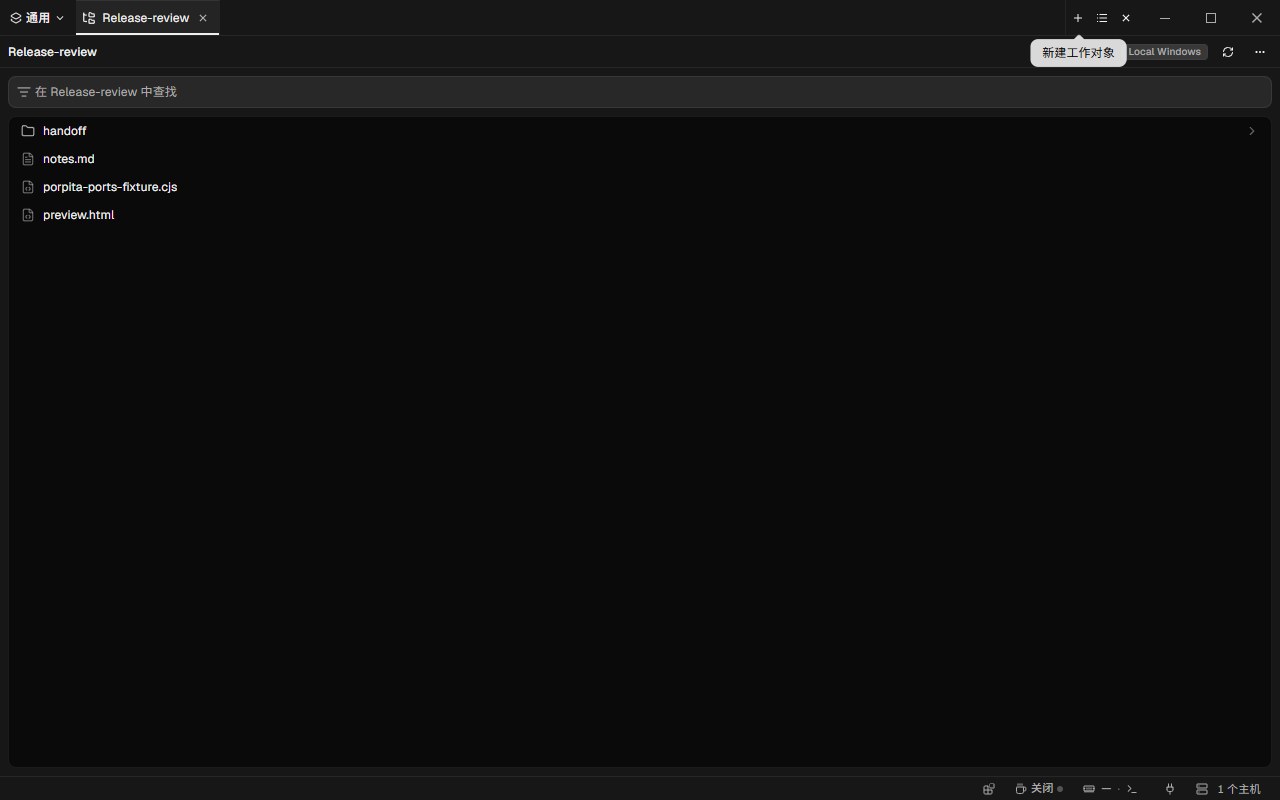 通用
Release-review
Release-review
新建工作对象
Local Windows
在 Release-review 中查找
handoff
notes.md
porpita-ports-fixture.cjs
preview.html
关闭
1 个主机